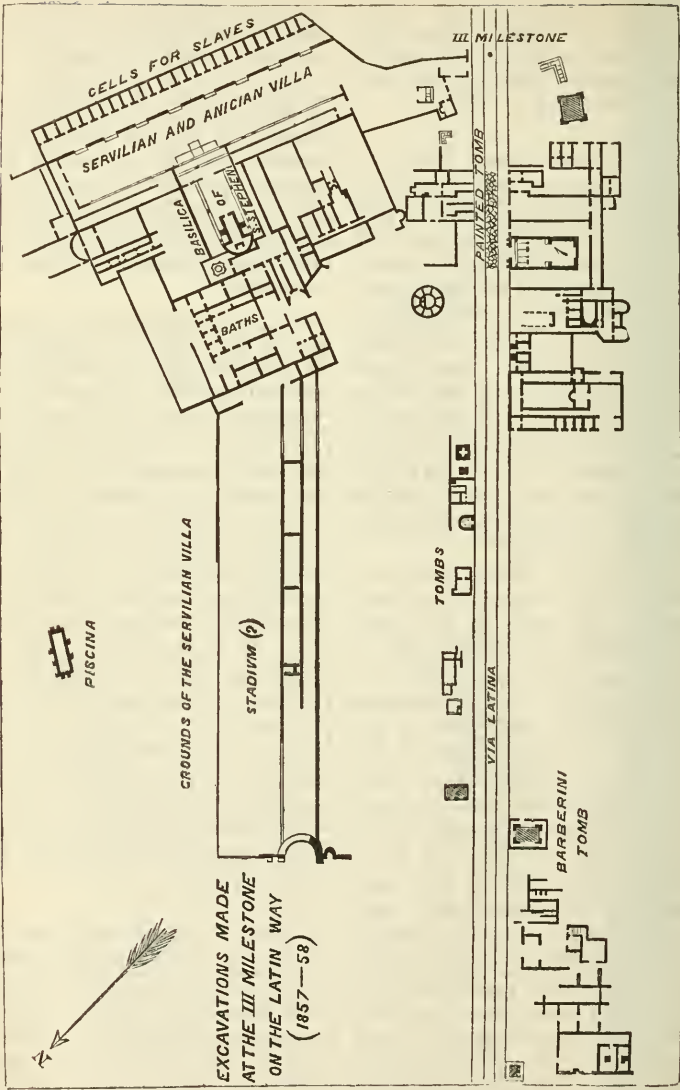 III MILESTONE
CELLS FOR SLAVES
SERVILIAN AND ANICIAN VILLA
BASILICA
OF
S. STEPHEN
BATHS
PAINTED TOMB
1
GROUNDS OF THE SERVILIAN VILLA
PISCINA
STADIVM (?)
TOMBS
VIA LATINA
BARBERINI
TOMB
EXCAVATIONS MADE
AT THE III MILESTONE
ON THE LATIN WAY
(1857—58)
N